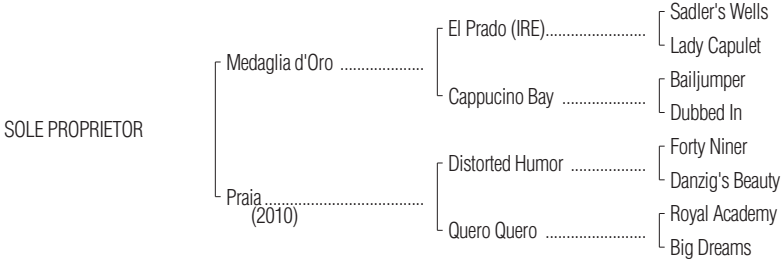 Sadler's Wells
El Prado (IRE)........................
Lady Capulet
Medaglia d'Oro ....................
Bailjumper
Cappucino Bay ....................
Dubbed In
SOLE PROPRIETOR
Forty Niner
Distorted Humor ..................
Danzig's Beauty
Praia ......................................
(2010)
Royal Academy
Quero Quero ........................
Big Dreams